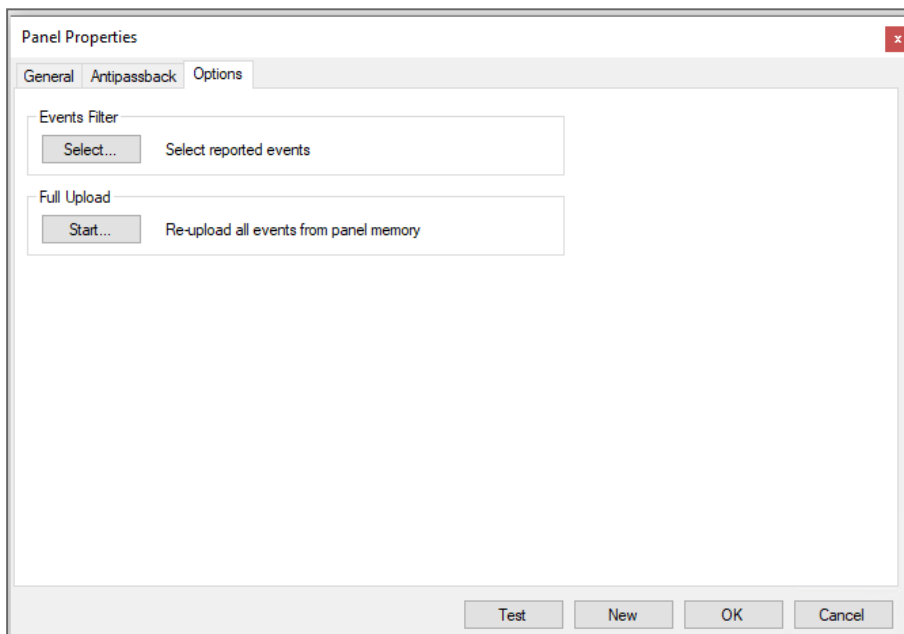 Panel Properties
x
General Antipassback Options
Events Filter
Select... Select reported events
Full Upload
Start... Re-upload all events from panel memory
Test New OK Cancel